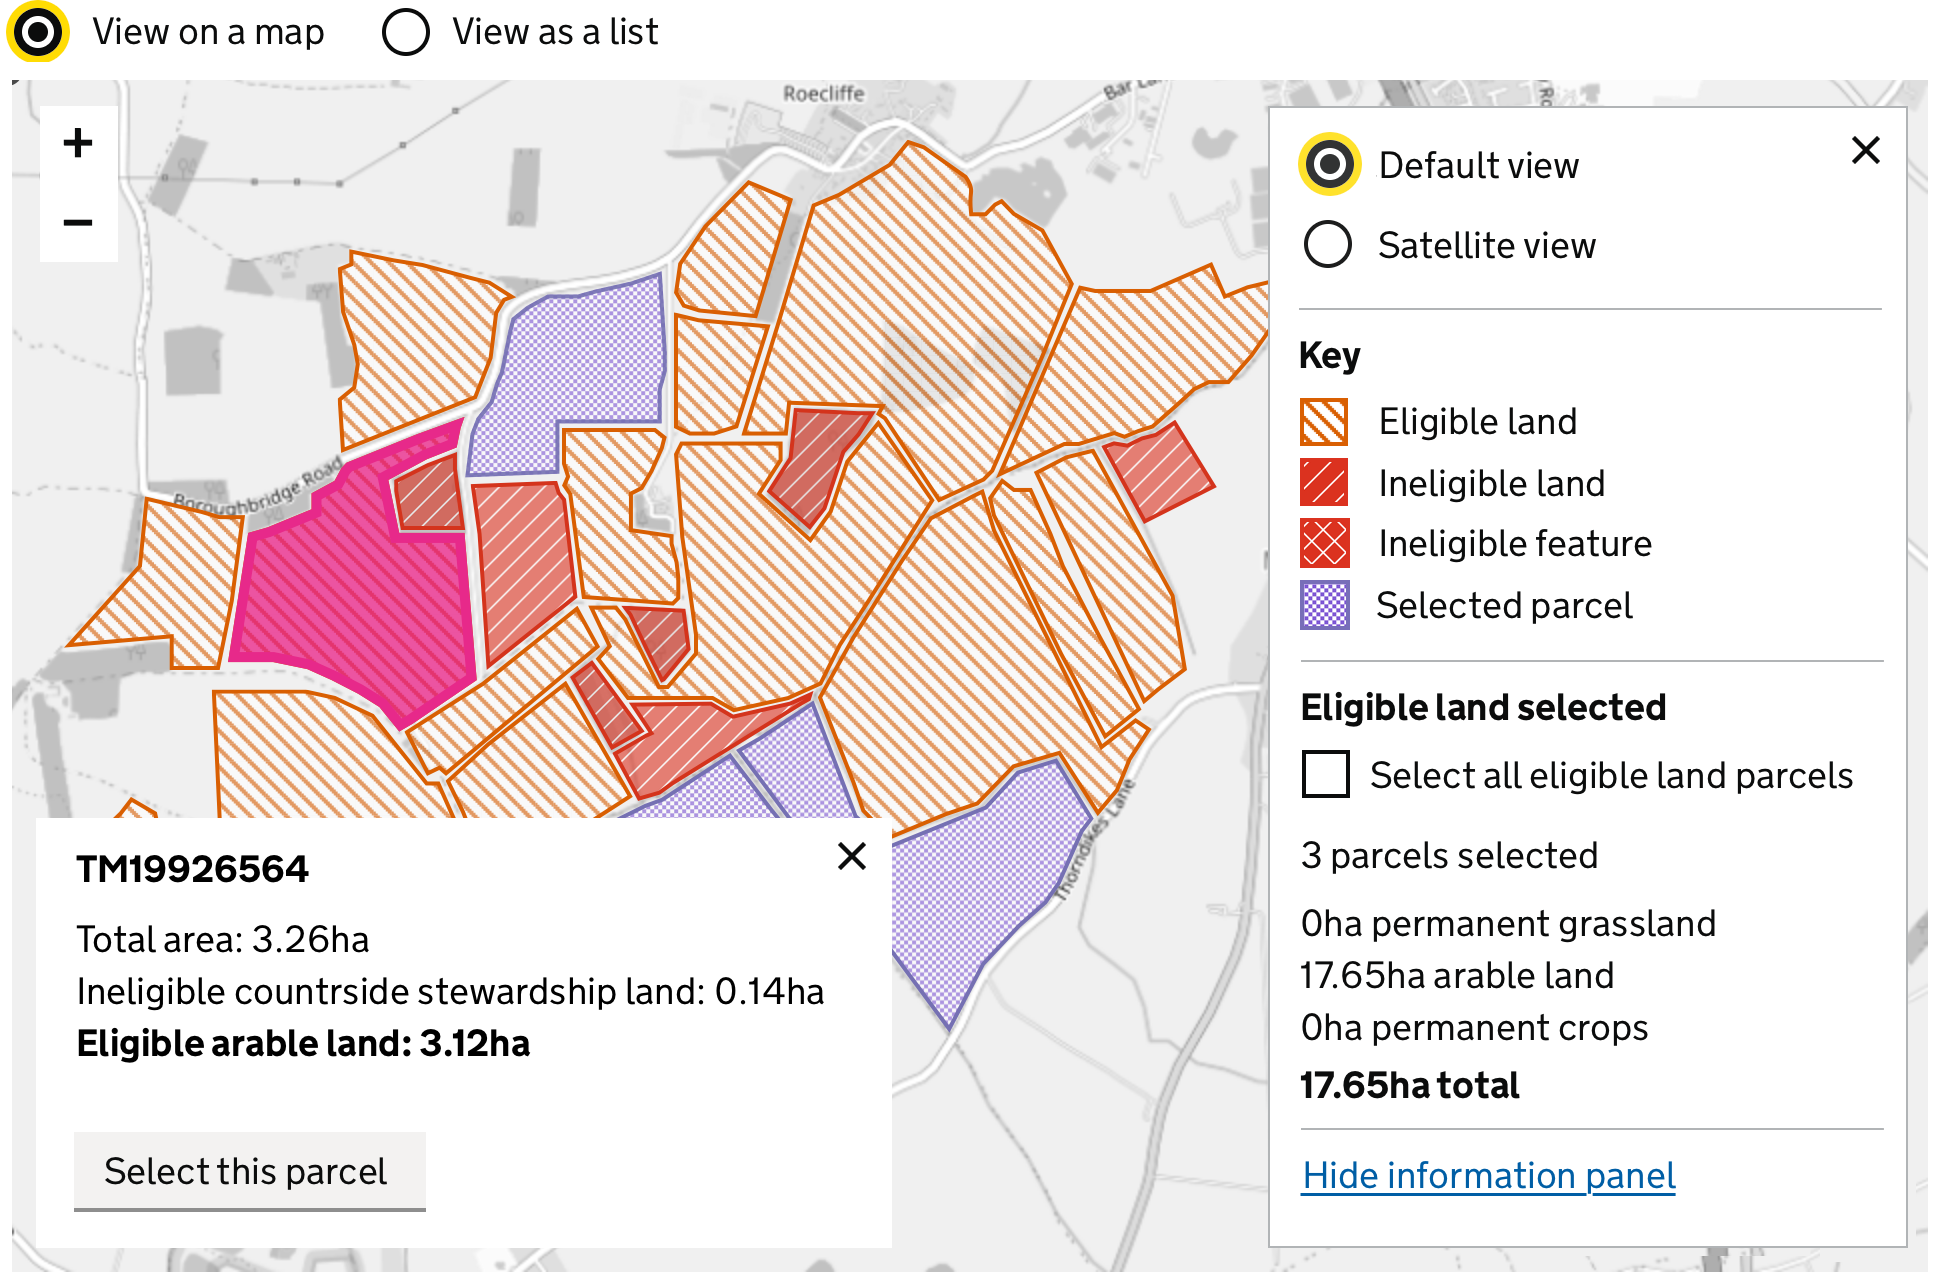 View on a map
View as a list
Roecliffe
Bar La
Ro
+
−
Boroughbridge Road
Thorndikes Lane
Default view
Satellite view
Key
Eligible land
Ineligible land
Ineligible feature
Selected parcel
Eligible land selected
Select all eligible land parcels
3 parcels selected
0ha permanent grassland
17.65ha arable land
0ha permanent crops
17.65ha total
Hide information panel
TM19926564
Total area: 3.26ha
Ineligible countrside stewardship land: 0.14ha
Eligible arable land: 3.12ha
Select this parcel